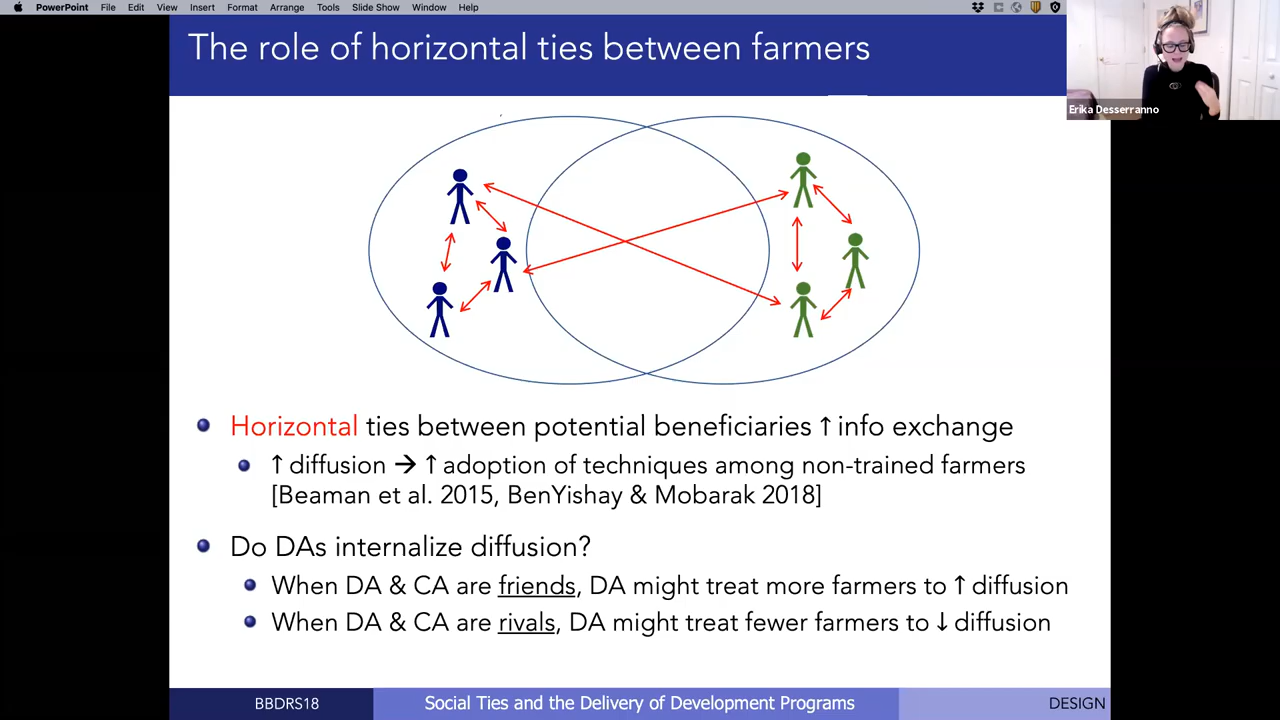 PowerPoint File Edit View Insert Format Arrange Tools Slide Show Window Help
The role of horizontal ties between farmers
Erika Desserranno
Horizontal ties between potential beneficiaries ↑ info exchange
↑ diffusion → ↑ adoption of techniques among non-trained farmers
[Beaman et al. 2015, BenYishay & Mobarak 2018]
Do DAs internalize diffusion?
When DA & CA are friends, DA might treat more farmers to ↑ diffusion
When DA & CA are rivals, DA might treat fewer farmers to ↓ diffusion
BBDRS18
Social Ties and the Delivery of Development Programs
DESIGN